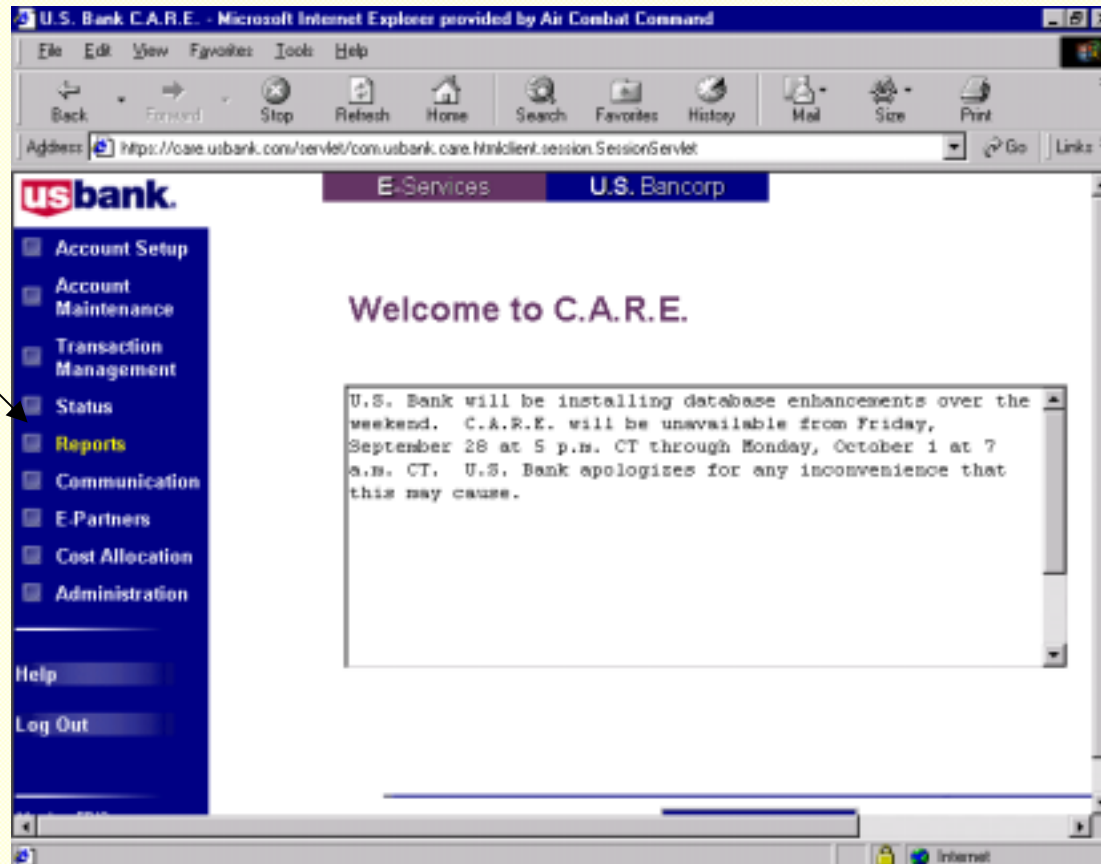 U.S. Bank C.A.R.E. - Microsoft Internet Explorer provided by Air Combat Command
File Edit View Favorites Tools Help
Back Forward Stop Refresh Home Search Favorites History Mail Size Print
Address https://care.usbank.com/servlet/com.usbank.care.htmlclient.session.SessionServlet Go Links
usbank.
E-Services U.S. Bancorp
Account Setup
Account
Maintenance
Transaction
Management
Status
Reports
Communication
E-Partners
Cost Allocation
Administration
Help
Log Out
Welcome to C.A.R.E.
U.S. Bank will be installing database enhancements over the
weekend. C.A.R.E. will be unavailable from Friday,
September 28 at 5 p.m. CT through Monday, October 1 at 7
a.m. CT. U.S. Bank apologizes for any inconvenience that
this may cause.
Internet